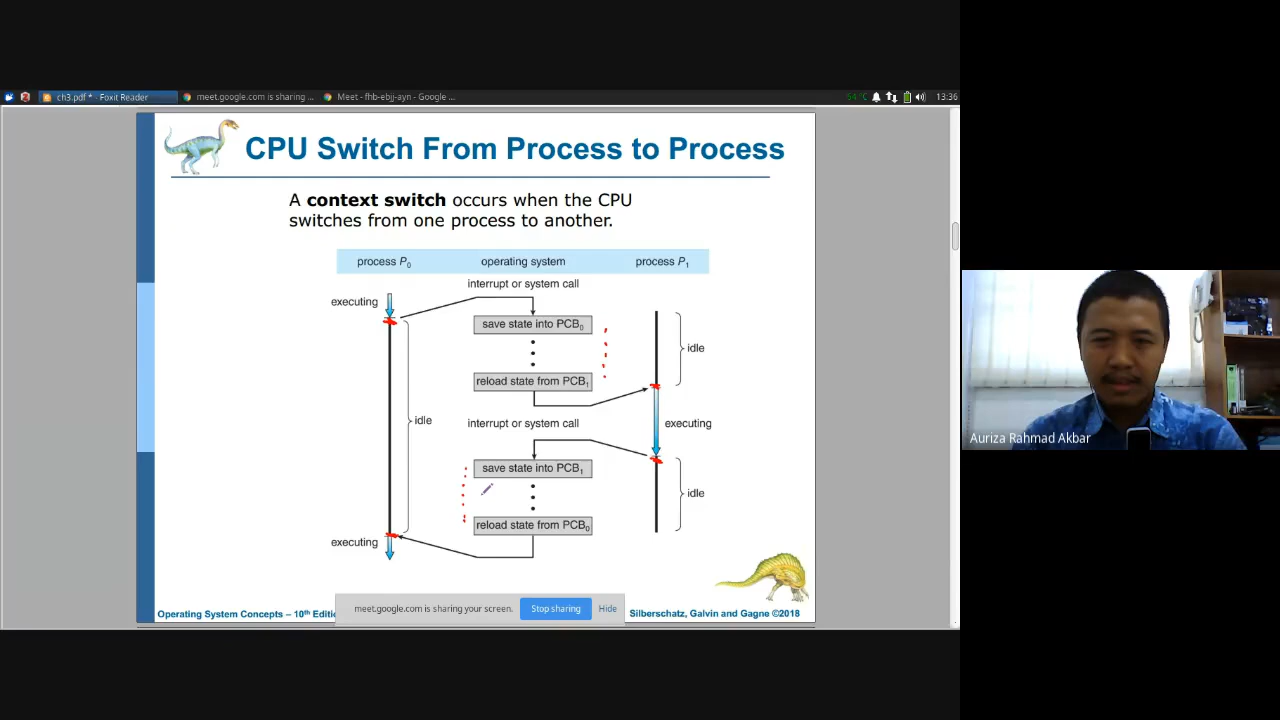 ch3.pdf * - Foxit Reader
meet.google.com is sharing ...
Meet - fhb-ebjj-ayn - Google ...
54°C
13:36
CPU Switch From Process to Process
A context switch occurs when the CPU
switches from one process to another.
process P0
operating system
process P1
interrupt or system call
executing
save state into PCB0
idle
reload state from PCB1
idle
interrupt or system call
executing
save state into PCB1
idle
reload state from PCB0
executing
Operating System Concepts – 10th Editio
meet.google.com is sharing your screen.
Stop sharing
Hide
Silberschatz, Galvin and Gagne ©2018
Auriza Rahmad Akbar